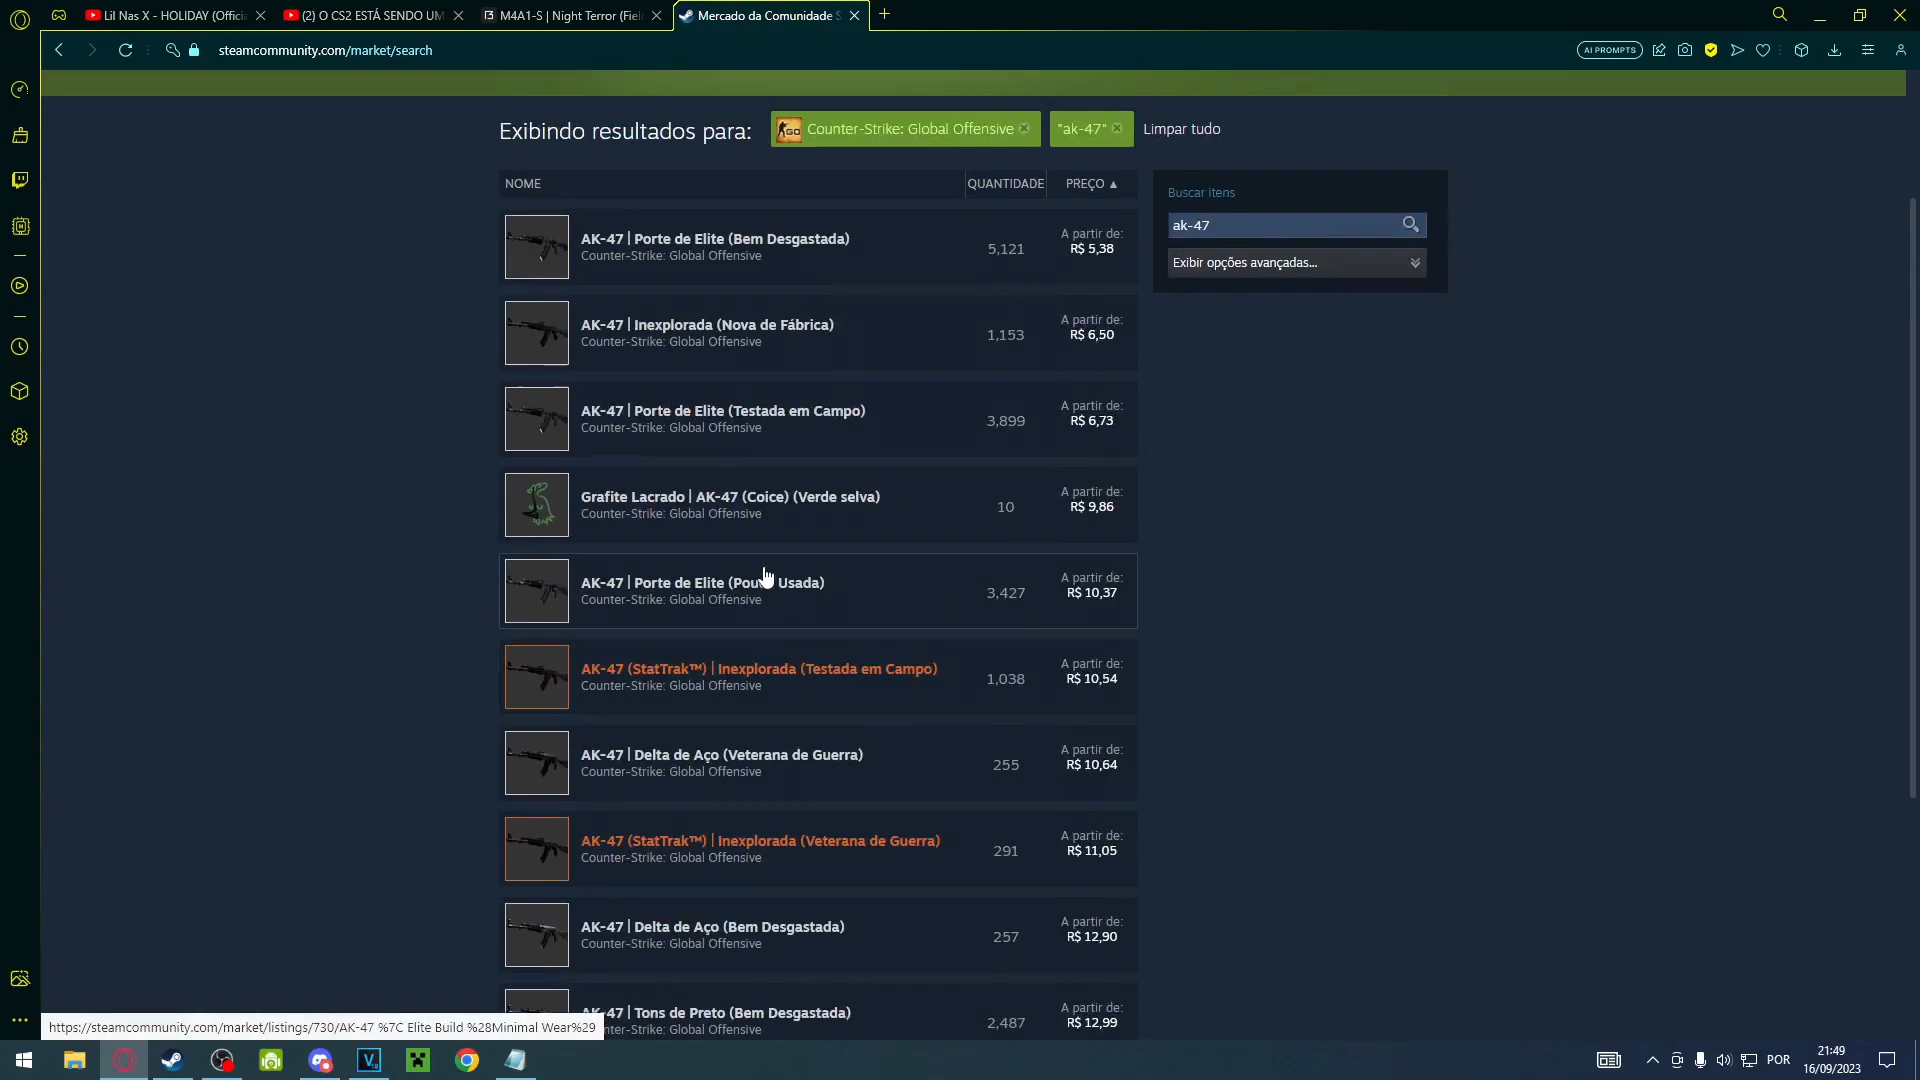 Lil Nas X - HOLIDAY (Officia
(2) O CS2 ESTÁ SENDO UM
M4A1-S | Night Terror (Fiel
Mercado da Comunidade S
steamcommunity.com/market/search
AI PROMPTS
Exibindo resultados para:
Counter-Strike: Global Offensive
"ak-47"
Limpar tudo
NOME
QUANTIDADE
PREÇO ▲
Buscar itens
ak-47
Exibir opções avançadas...
AK-47 | Porte de Elite (Bem Desgastada)
Counter-Strike: Global Offensive
5,121
A partir de:
R$ 5,38
AK-47 | Inexplorada (Nova de Fábrica)
Counter-Strike: Global Offensive
1,153
A partir de:
R$ 6,50
AK-47 | Porte de Elite (Testada em Campo)
Counter-Strike: Global Offensive
3,899
A partir de:
R$ 6,73
Grafite Lacrado | AK-47 (Coice) (Verde selva)
Counter-Strike: Global Offensive
10
A partir de:
R$ 9,86
AK-47 | Porte de Elite (Pou Usada)
Counter-Strike: Global Offensive
3,427
A partir de:
R$ 10,37
AK-47 (StatTrak™) | Inexplorada (Testada em Campo)
Counter-Strike: Global Offensive
1,038
A partir de:
R$ 10,54
AK-47 | Delta de Aço (Veterana de Guerra)
Counter-Strike: Global Offensive
255
A partir de:
R$ 10,64
AK-47 (StatTrak™) | Inexplorada (Veterana de Guerra)
Counter-Strike: Global Offensive
291
A partir de:
R$ 11,05
AK-47 | Delta de Aço (Bem Desgastada)
Counter-Strike: Global Offensive
257
A partir de:
R$ 12,90
AK-47 | Tons de Preto (Bem Desgastada)
nter-Strike: Global Offensive
2,487
A partir de:
R$ 12,99
https://steamcommunity.com/market/listings/730/AK-47 %7C Elite Build %28Minimal Wear%29
POR
21:49
16/09/2023